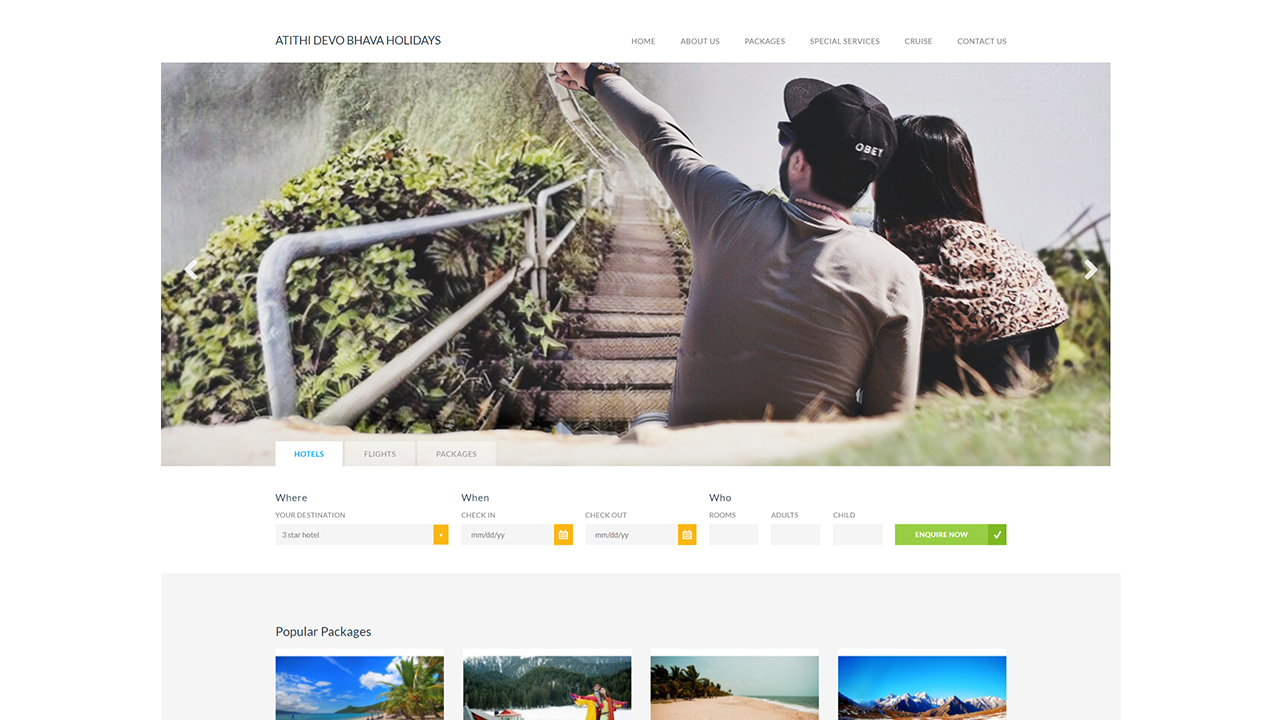 ATITHI DEVO BHAVA HOLIDAYS
HOME ABOUT US PACKAGES SPECIAL SERVICES CRUISE CONTACT US
OBEY
HOTELS FLIGHTS PACKAGES
Where When Who
YOUR DESTINATION CHECK IN CHECK OUT ROOMS ADULTS CHILD
3 star hotel mm/dd/yy mm/dd/yy ENQUIRE NOW
Popular Packages